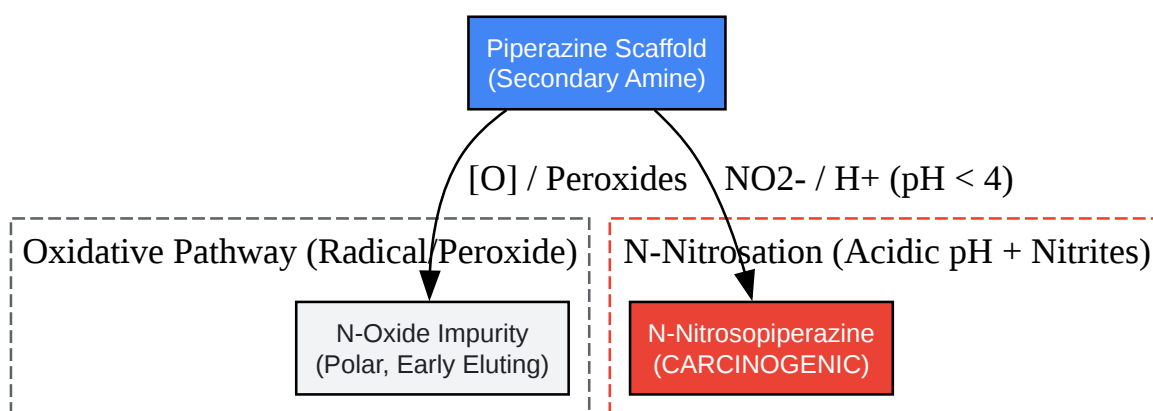 Piperazine Scaffold
(Secondary Amine)
[O] / Peroxides
NO2- / H+ (pH < 4)
Oxidative Pathway (Radical/Peroxide)
N-Nitrosation (Acidic pH + Nitrites)
N-Oxide Impurity
(Polar, Early Eluting)
N-Nitrosopiperazine
(CARCINOGENIC)